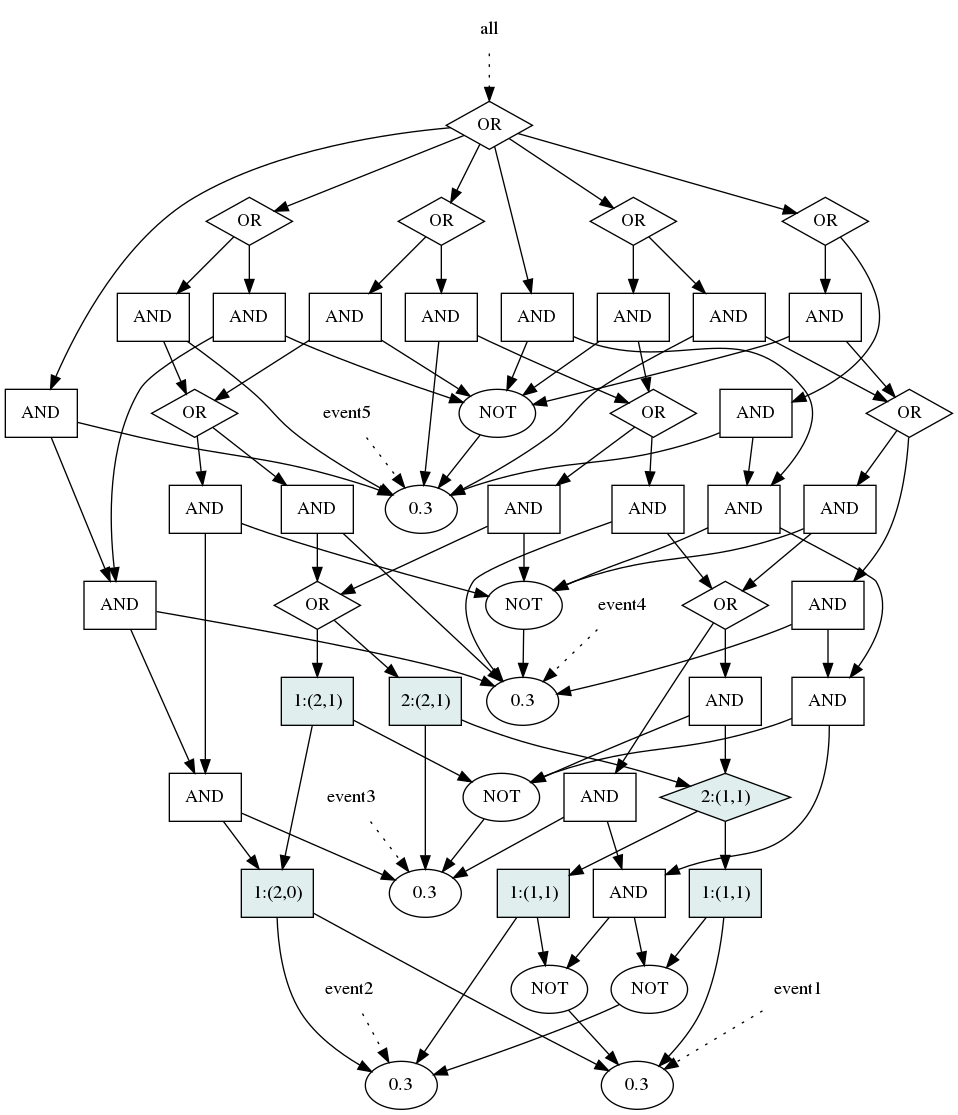 all
OR
OR
OR
OR
OR
AND
AND
AND
AND
AND
AND
AND
AND
AND
OR
event5
NOT
OR
AND
OR
AND
AND
0.3
AND
AND
AND
AND
AND
OR
NOT
event4
OR
AND
1:(2,1)
2:(2,1)
0.3
AND
AND
AND
event3
NOT
AND
2:(1,1)
1:(2,0)
0.3
1:(1,1)
AND
1:(1,1)
event2
NOT
NOT
event1
0.3
0.3